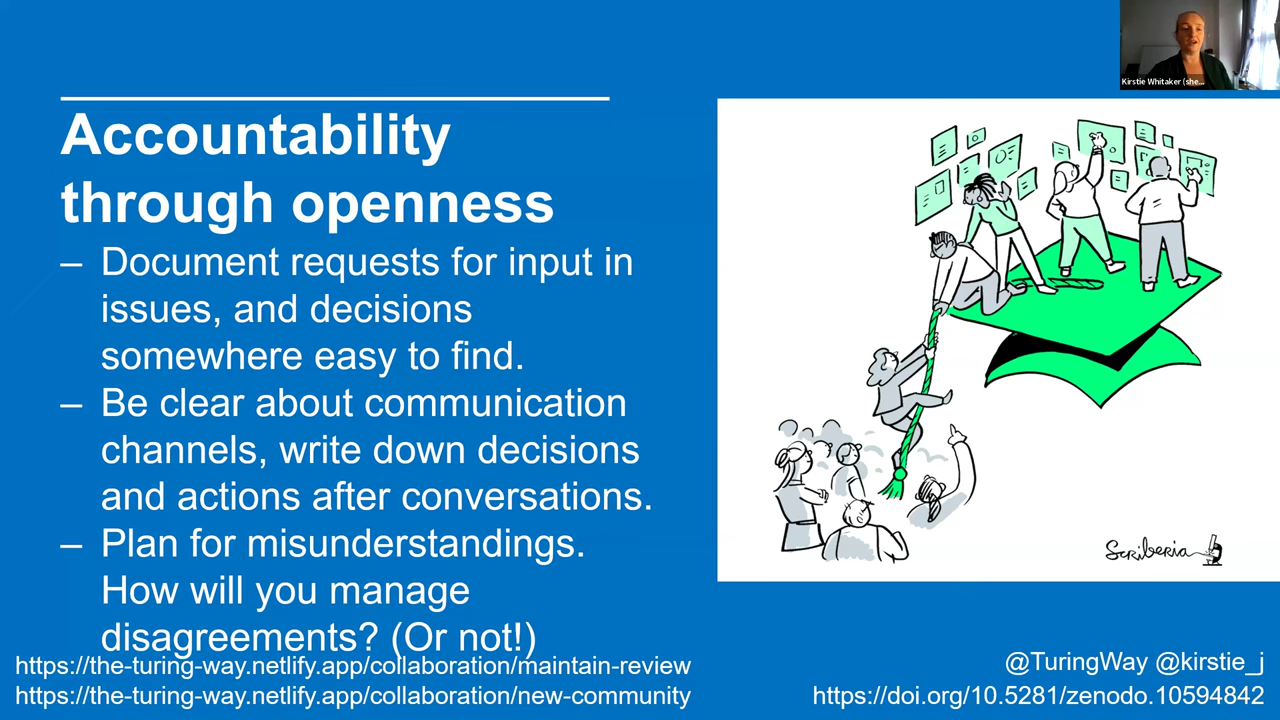 Kirstie Whitaker (she...
Accountability
through openness
– Document requests for input in
issues, and decisions
somewhere easy to find.
– Be clear about communication
channels, write down decisions
and actions after conversations.
– Plan for misunderstandings.
How will you manage
disagreements? (Or not!)
Scriberia
https://the-turing-way.netlify.app/collaboration/maintain-review
https://the-turing-way.netlify.app/collaboration/new-community
@TuringWay @kirstie_j
https://doi.org/10.5281/zenodo.10594842